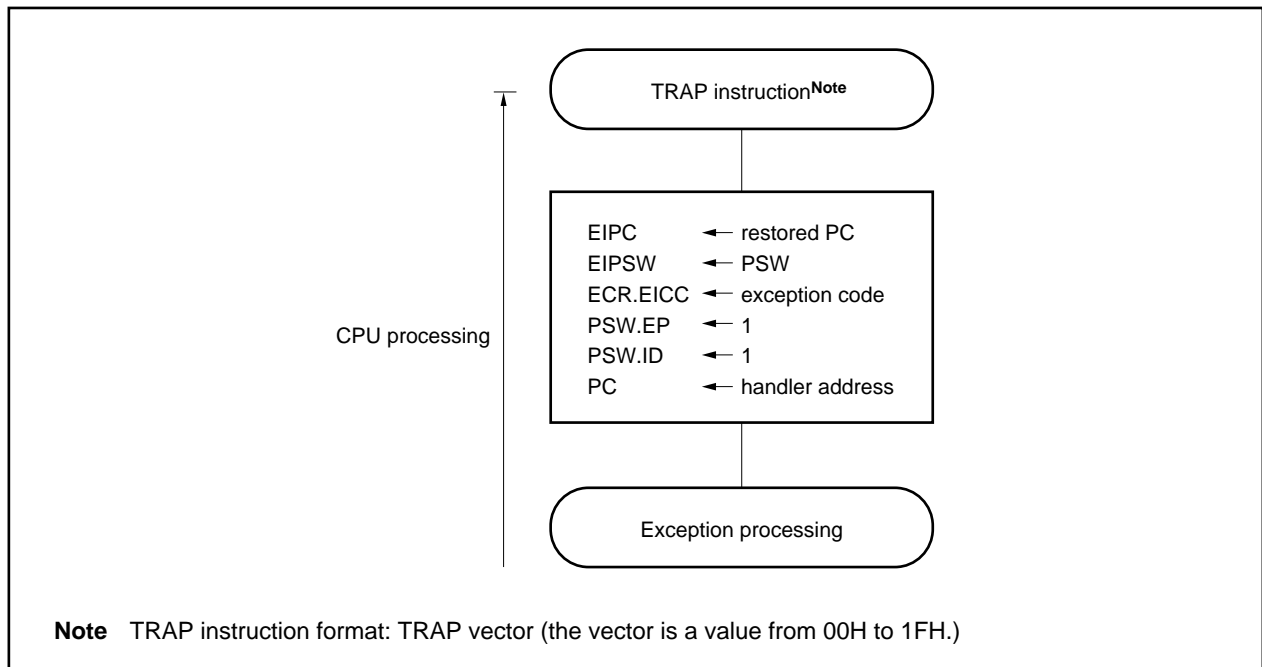 TRAP instructionNote
EIPC ← restored PC
EIPSW ← PSW
ECR.EICC ← exception code
PSW.EP ← 1
PSW.ID ← 1
PC ← handler address
CPU processing
Exception processing
Note TRAP instruction format: TRAP vector (the vector is a value from 00H to 1FH.)